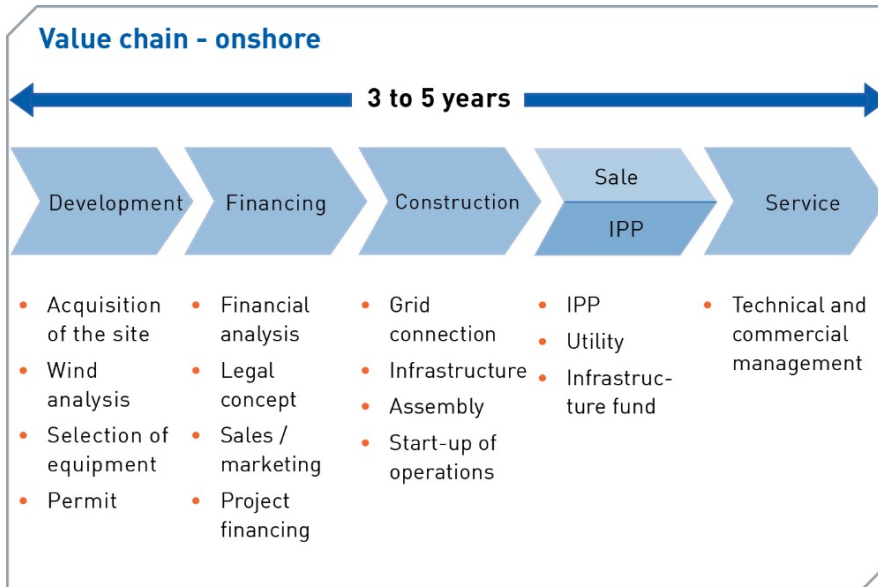 Value chain - onshore
3 to 5 years
Development
Financing
Construction
Sale
IPP
Service
• Acquisition
of the site
• Wind
analysis
• Selection of
equipment
• Permit
• Financial
analysis
• Legal
concept
• Sales /
marketing
• Project
financing
• Grid
connection
• Infrastructure
• Assembly
• Start-up of
operations
• IPP
• Utility
• Infrastruc-
ture fund
• Technical and
commercial
management